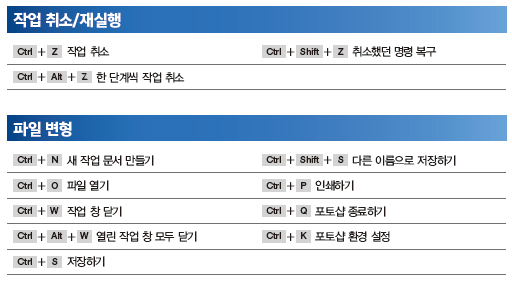 작업 취소/재실행
Ctrl + Z 작업 취소
Ctrl + Shift + Z 취소했던 명령 복구
Ctrl + Alt + Z 한 단계씩 작업 취소
파일 변형
Ctrl + N 새 작업 문서 만들기
Ctrl + Shift + S 다른 이름으로 저장하기
Ctrl + O 파일 열기
Ctrl + P 인쇄하기
Ctrl + W 작업 창 닫기
Ctrl + Q 포토샵 종료하기
Ctrl + Alt + W 열린 작업 창 모두 닫기
Ctrl + K 포토샵 환경 설정
Ctrl + S 저장하기